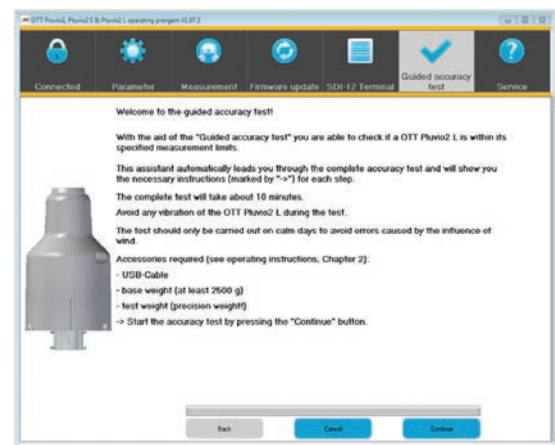 OTT Pluvio2, Pluvio2 S & Pluvio2 L operating prorgam V1.07.2
Connected
Parameter
Measurement
Firmware update
SDI-12 Terminal
Guided accuracy
test
Service
Welcome to the guided accuracy test!
With the aid of the "Guided accuracy test" you are able to check if a OTT Pluvio2 L is within its
specified measurement limits.
This assistant automatically leads you through the complete accuracy test and will show you
the necessary instructions (marked by "->") for each step.
The complete test will take about 10 minutes.
Avoid any vibration of the OTT Pluvio2 L during the test.
The test should only be carried out on calm days to avoid errors caused by the influence of
wind.
Accessories required (see operating instructions, Chapter 2):
- USB-Cable
- base weight (at least 2500 g)
- test weight (precision weight!)
-> Start the accuracy test by pressing the "Continue" button.
Back
Cancel
Continue